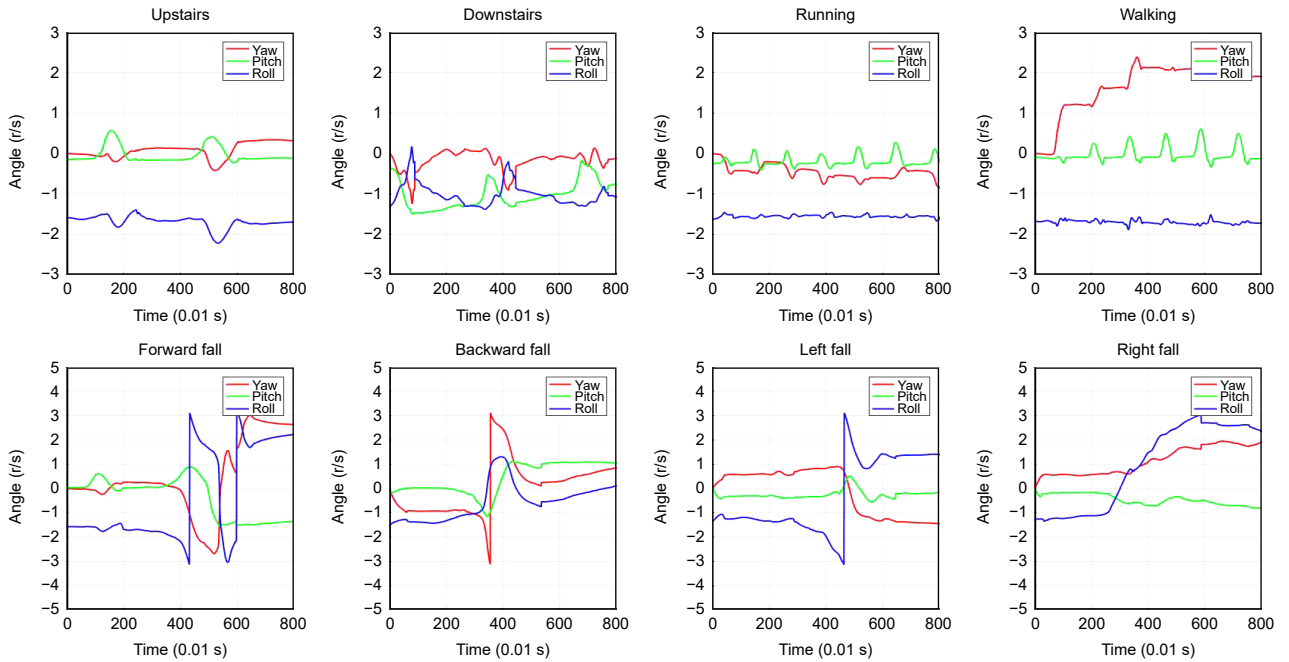 Upstairs
3
2
1
0
−1
−2
−3
0
200
400
600
800
Angle (r/s)
Time (0.01 s)
Yaw
Pitch
Roll
Downstairs
3
2
1
0
−1
−2
−3
0
200
400
600
800
Angle (r/s)
Time (0.01 s)
Yaw
Pitch
Roll
Running
3
2
1
0
−1
−2
−3
0
200
400
600
800
Angle (r/s)
Time (0.01 s)
Yaw
Pitch
Roll
Walking
3
2
1
0
−1
−2
−3
0
200
400
600
800
Angle (r/s)
Time (0.01 s)
Yaw
Pitch
Roll
Forward fall
5
4
3
2
1
0
−1
−2
−3
−4
−5
0
200
400
600
800
Angle (r/s)
Time (0.01 s)
Yaw
Pitch
Roll
Backward fall
5
4
3
2
1
0
−1
−2
−3
−4
−5
0
200
400
600
800
Angle (r/s)
Time (0.01 s)
Yaw
Pitch
Roll
Left fall
5
4
3
2
1
0
−1
−2
−3
−4
−5
0
200
400
600
800
Angle (r/s)
Time (0.01 s)
Yaw
Pitch
Roll
Right fall
5
4
3
2
1
0
−1
−2
−3
−4
−5
0
200
400
600
800
Angle (r/s)
Time (0.01 s)
Yaw
Pitch
Roll